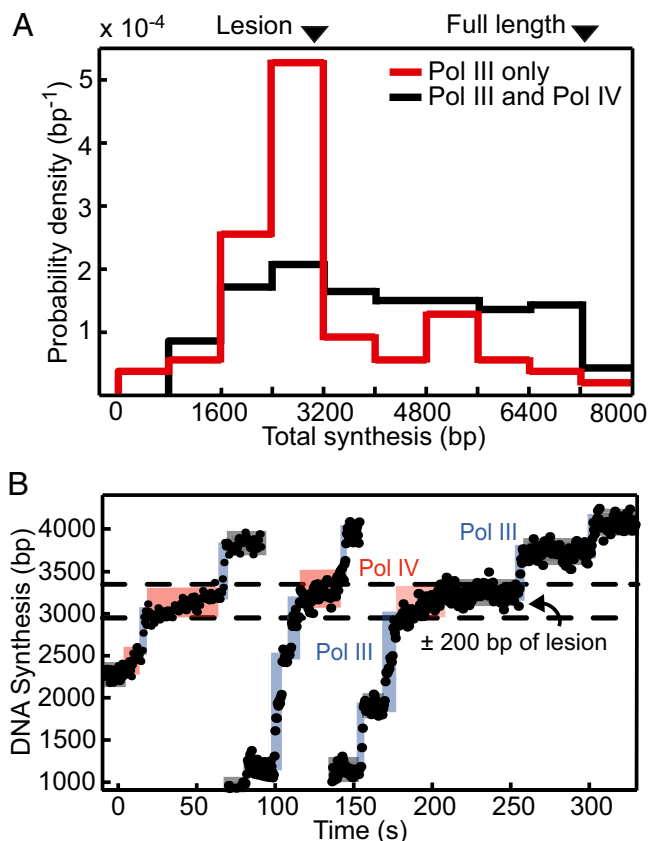 A
× 10⁻⁴
Lesion
Full length
Pol III only
Pol III and Pol IV
Probability density (bp⁻¹)
5
4
3
2
1
0
1600
3200
4800
6400
8000
Total synthesis (bp)
B
DNA Synthesis (bp)
4000
3500
3000
2500
2000
1500
1000
Pol III
Pol IV
Pol III
± 200 bp of lesion
0
50
100
150
200
250
300
Time (s)